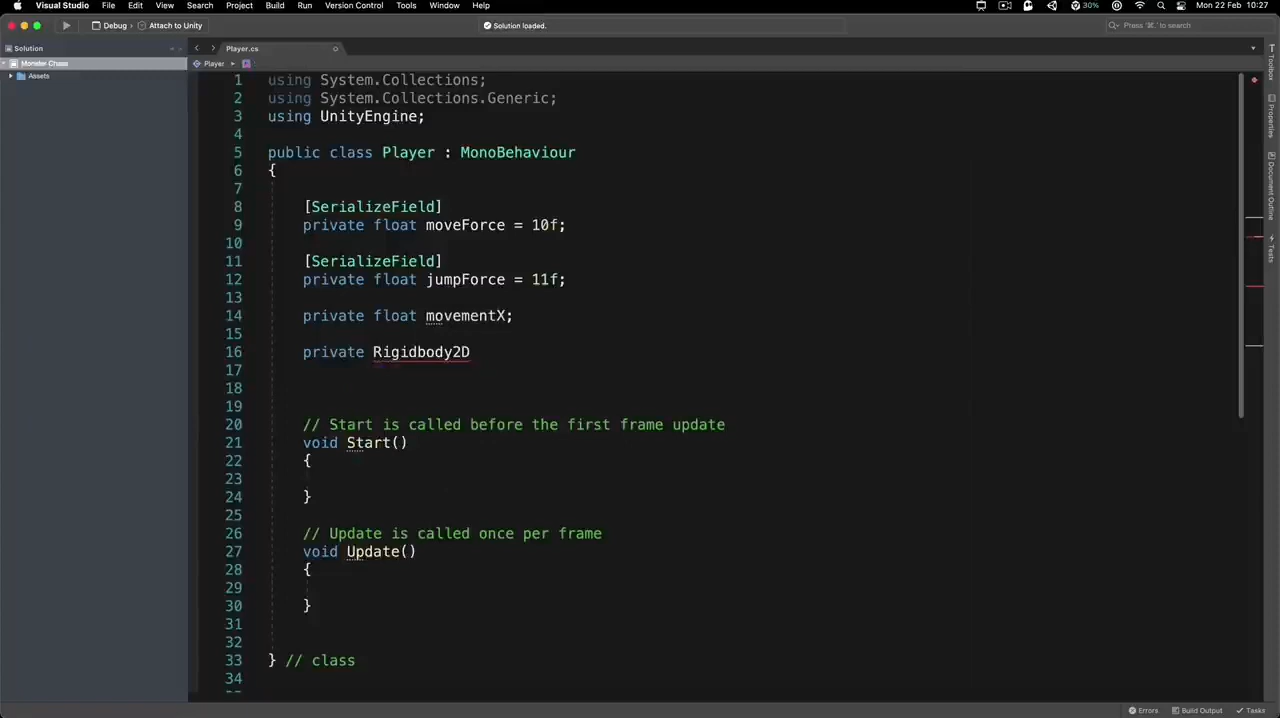 Visual Studio File Edit View Search Project Build Run Version Control Tools Window Help 30% Mon 22 Feb 10:27
Debug Attach to Unity Solution loaded. Press '⌘.' to search
Solution
Player.cs
Monster Chase
Player
Assets
Toolbox
Properties
Document Outline
Tests
1 using System.Collections;
2 using System.Collections.Generic;
3 using UnityEngine;
4
5 public class Player : MonoBehaviour
6 {
7
8 [SerializeField]
9 private float moveForce = 10f;
10
11 [SerializeField]
12 private float jumpForce = 11f;
13
14 private float movementX;
15
16 private Rigidbody2D
17
18
19
20 // Start is called before the first frame update
21 void Start()
22 {
23
24 }
25
26 // Update is called once per frame
27 void Update()
28 {
29
30 }
31
32
33 } // class
34
Errors Build Output Tasks